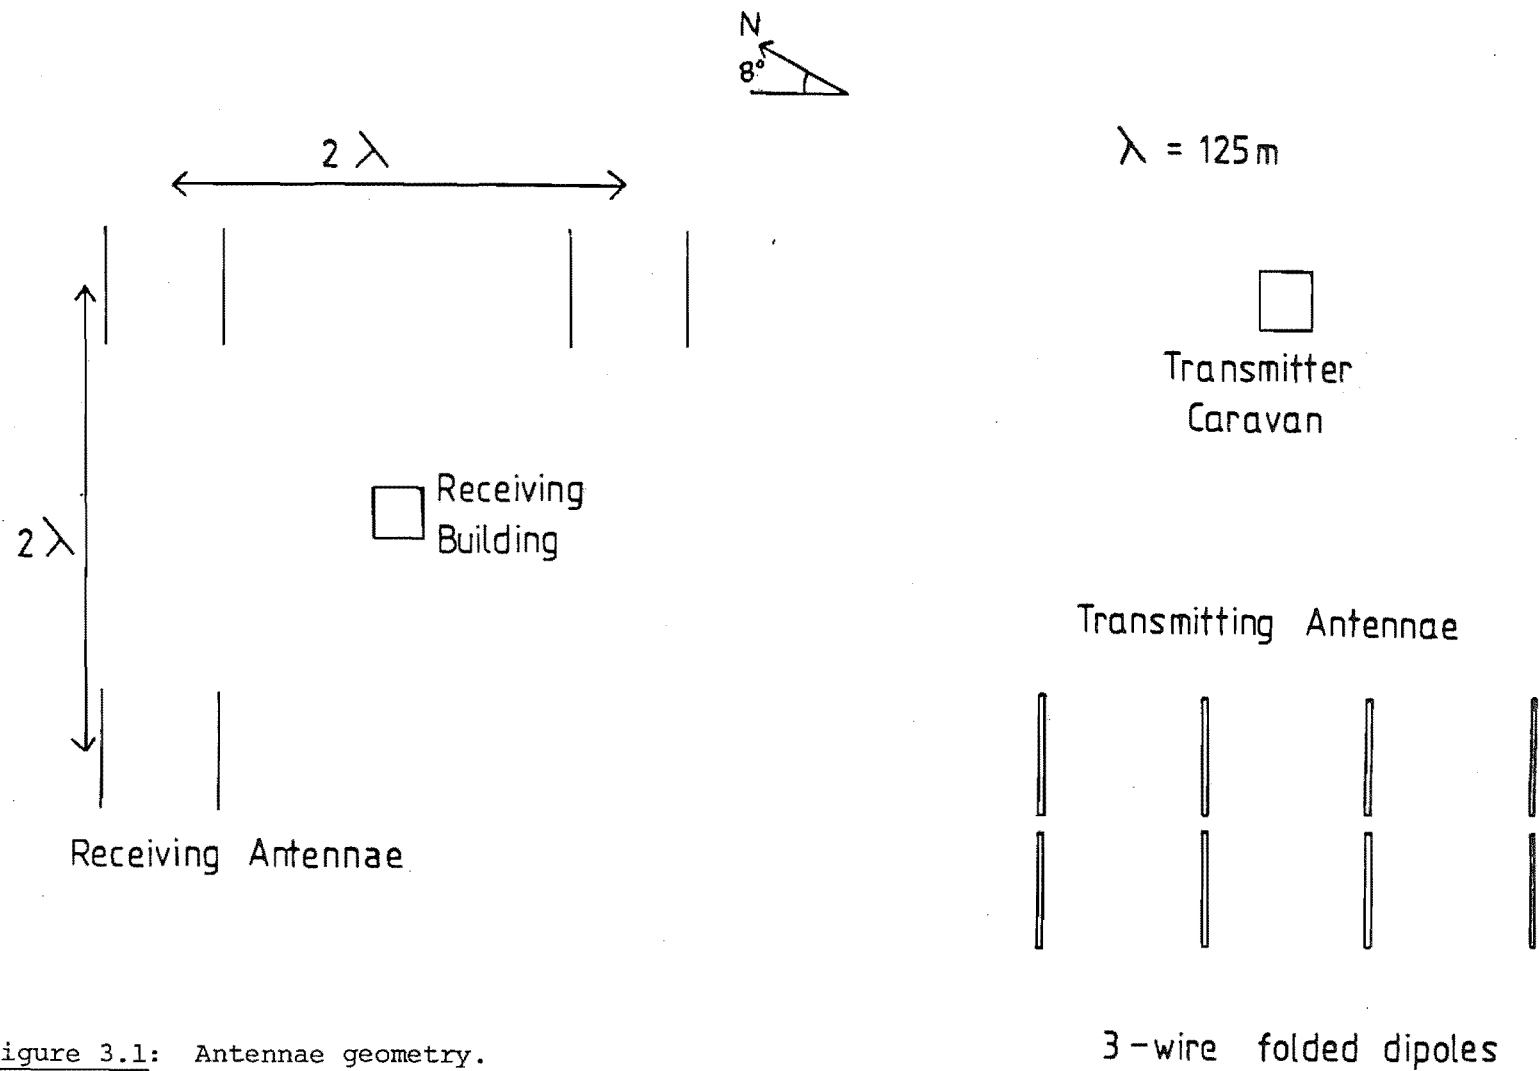 N
8°
2 λ
λ = 125m
Transmitter
Caravan
Receiving
Building
2 λ
Transmitting Antennae
Receiving Antennae
igure 3.1: Antennae geometry.
3-wire folded dipoles